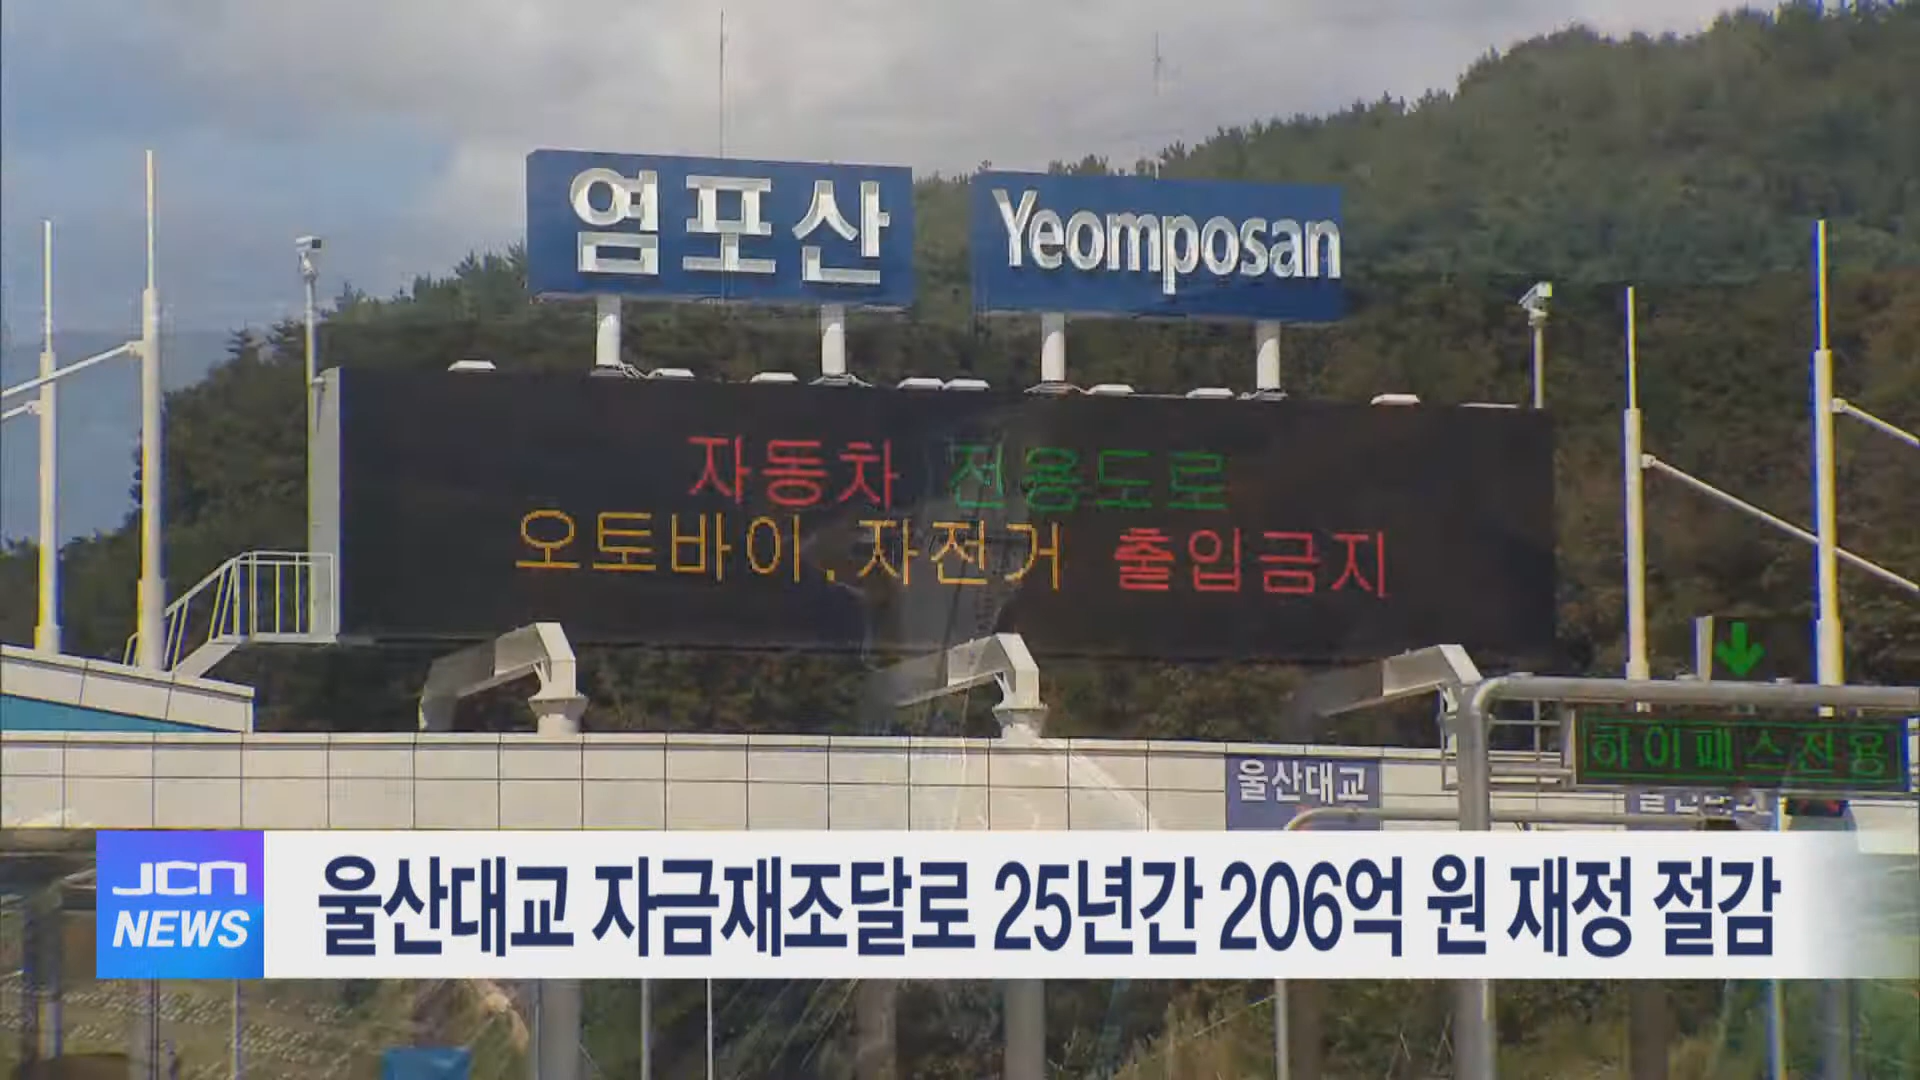 염포산
Yeomposan
자동차 전용도로
오토바이.자전거 출입금지
하이패스전용
울산대교
JCN
NEWS
울산대교 자금재조달로 25년간 206억 원 재정 절감